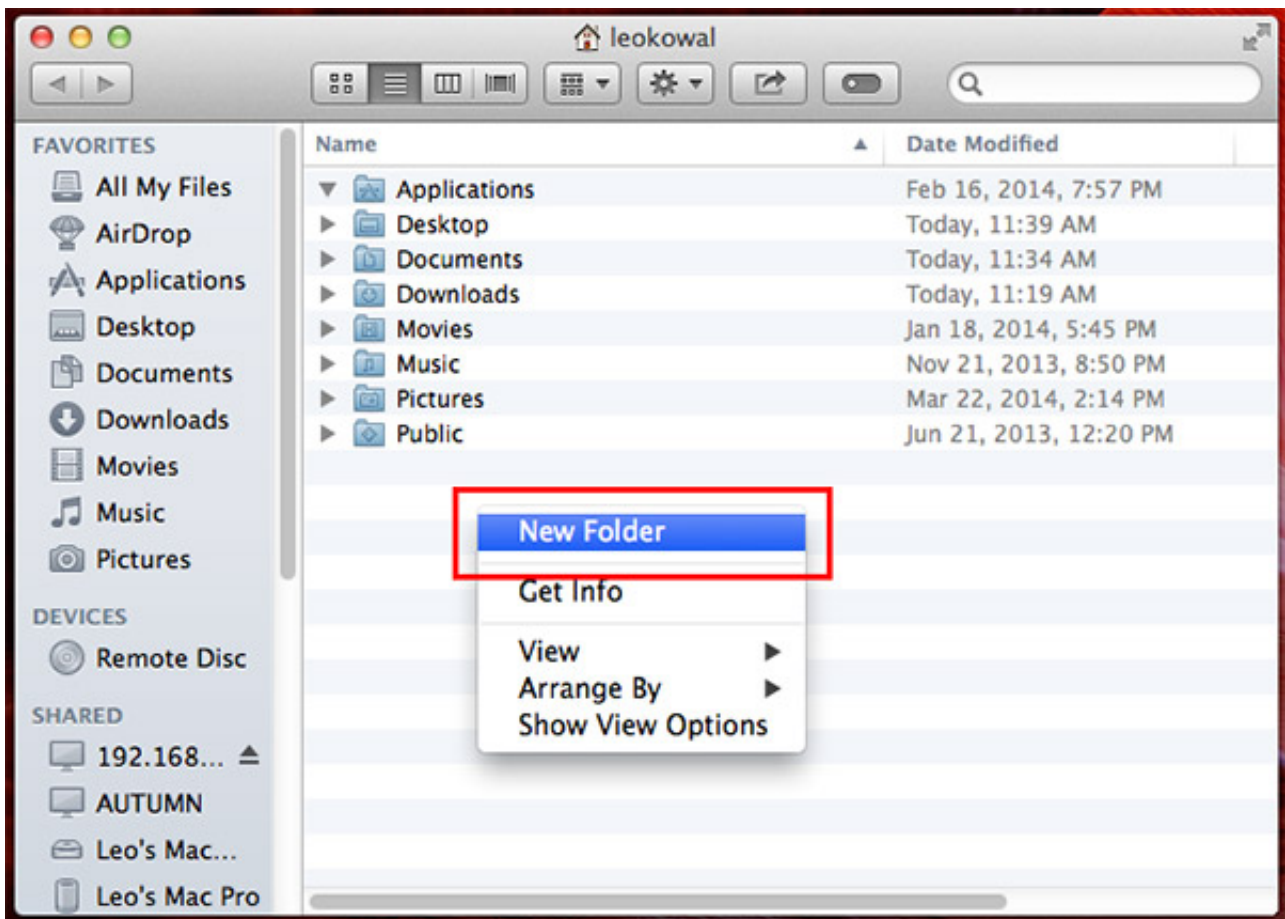 leokowal
FAVORITES
All My Files
AirDrop
Applications
Desktop
Documents
Downloads
Movies
Music
Pictures
DEVICES
Remote Disc
SHARED
192.168...
AUTUMN
Leo's Mac...
Leo's Mac Pro
Name Date Modified
Applications Feb 16, 2014, 7:57 PM
Desktop Today, 11:39 AM
Documents Today, 11:34 AM
Downloads Today, 11:19 AM
Movies Jan 18, 2014, 5:45 PM
Music Nov 21, 2013, 8:50 PM
Pictures Mar 22, 2014, 2:14 PM
Public Jun 21, 2013, 12:20 PM
New Folder
Get Info
View
Arrange By
Show View Options